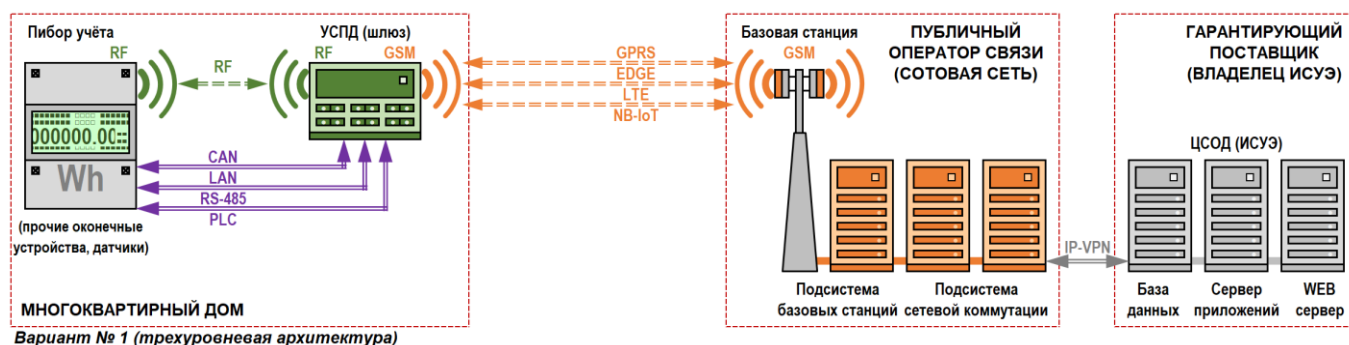 Пибор учёта
RF
000000.00
Wh
(прочие оконечные
устройства, датчики)
RF
УСПД (шлюз)
RF
GSM
CAN
LAN
RS-485
PLC
МНОГОКВАРТИРНЫЙ ДОМ
GPRS
EDGE
LTE
NB-IoT
Базовая станция
GSM
ПУБЛИЧНЫЙ
ОПЕРАТОР СВЯЗИ
(СОТОВАЯ СЕТЬ)
Подсистема
базовых станций
Подсистема
сетевой коммутации
IP-VPN
ГАРАНТИРУЮЩИЙ
ПОСТАВЩИК
(ВЛАДЕЛЕЦ ИСУЭ)
ЦСОД (ИСУЭ)
База
данных
Сервер
приложений
WEB
сервер
Вариант № 1 (трехуровневая архитектура)